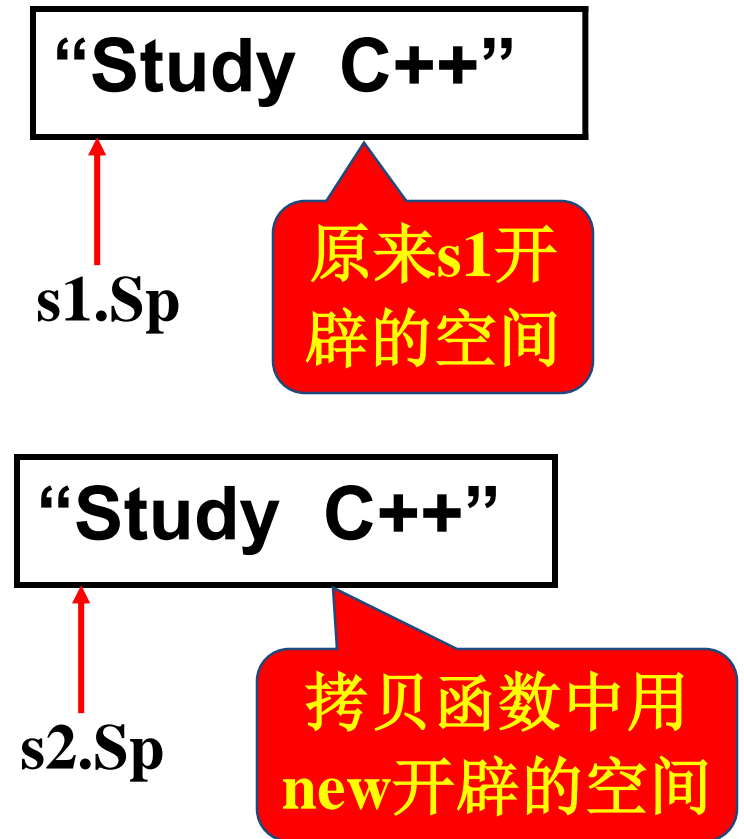 “Study C++”
原来s1开
辟的空间
s1.Sp
“Study C++”
拷贝函数中用
new开辟的空间
s2.Sp